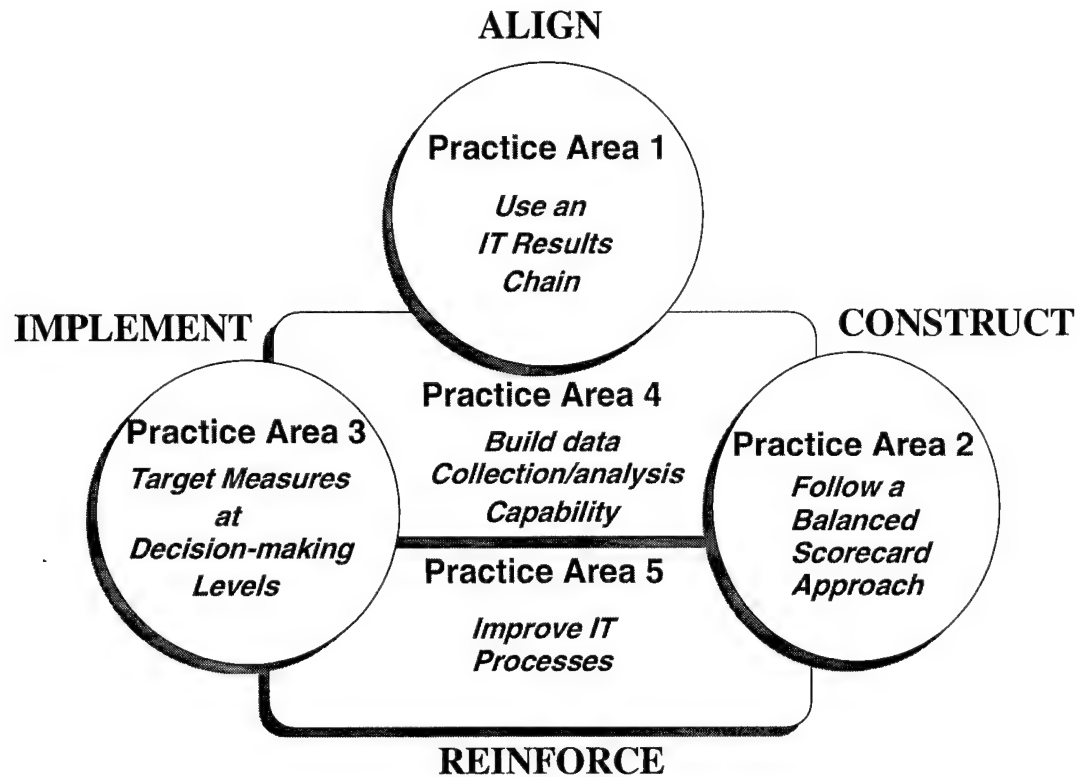 ALIGN
Practice Area 1
Use an
IT Results
Chain
IMPLEMENT
CONSTRUCT
Practice Area 3
Target Measures
at
Decision-making
Levels
Practice Area 4
Build data
Collection/analysis
Capability
Practice Area 2
Follow a
Balanced
Scorecard
Approach
Practice Area 5
Improve IT
Processes
REINFORCE